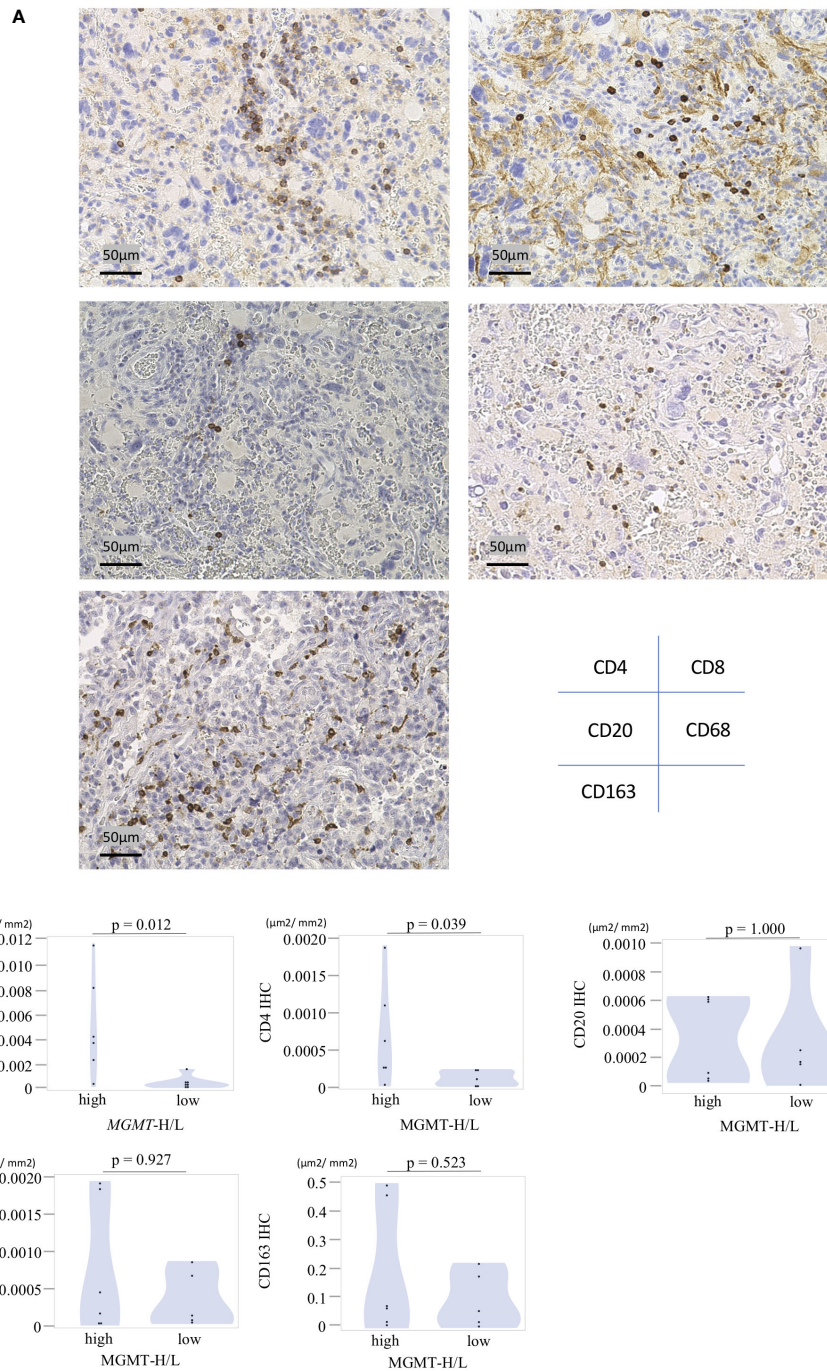 A
50µm
50µm
50µm
50µm
50µm
CD4 CD8
CD20 CD68
CD163
/ mm2)
p = 0.012
0.012
0.010
0.008
0.006
0.004
0.002
0
high low
MGMT-H/L
(µm2/ mm2)
p = 0.039
0.0020
0.0015
0.0010
0.0005
0
CD4 IHC
high low
MGMT-H/L
(µm2/ mm2)
p = 1.000
0.0010
0.0008
0.0006
0.0004
0.0002
0
CD20 IHC
high low
MGMT-H/L
/ mm2)
p = 0.927
0.0020
0.0015
0.0010
0.0005
0
high low
MGMT-H/L
(µm2/ mm2)
p = 0.523
0.5
0.4
0.3
0.2
0.1
0
CD163 IHC
high low
MGMT-H/L